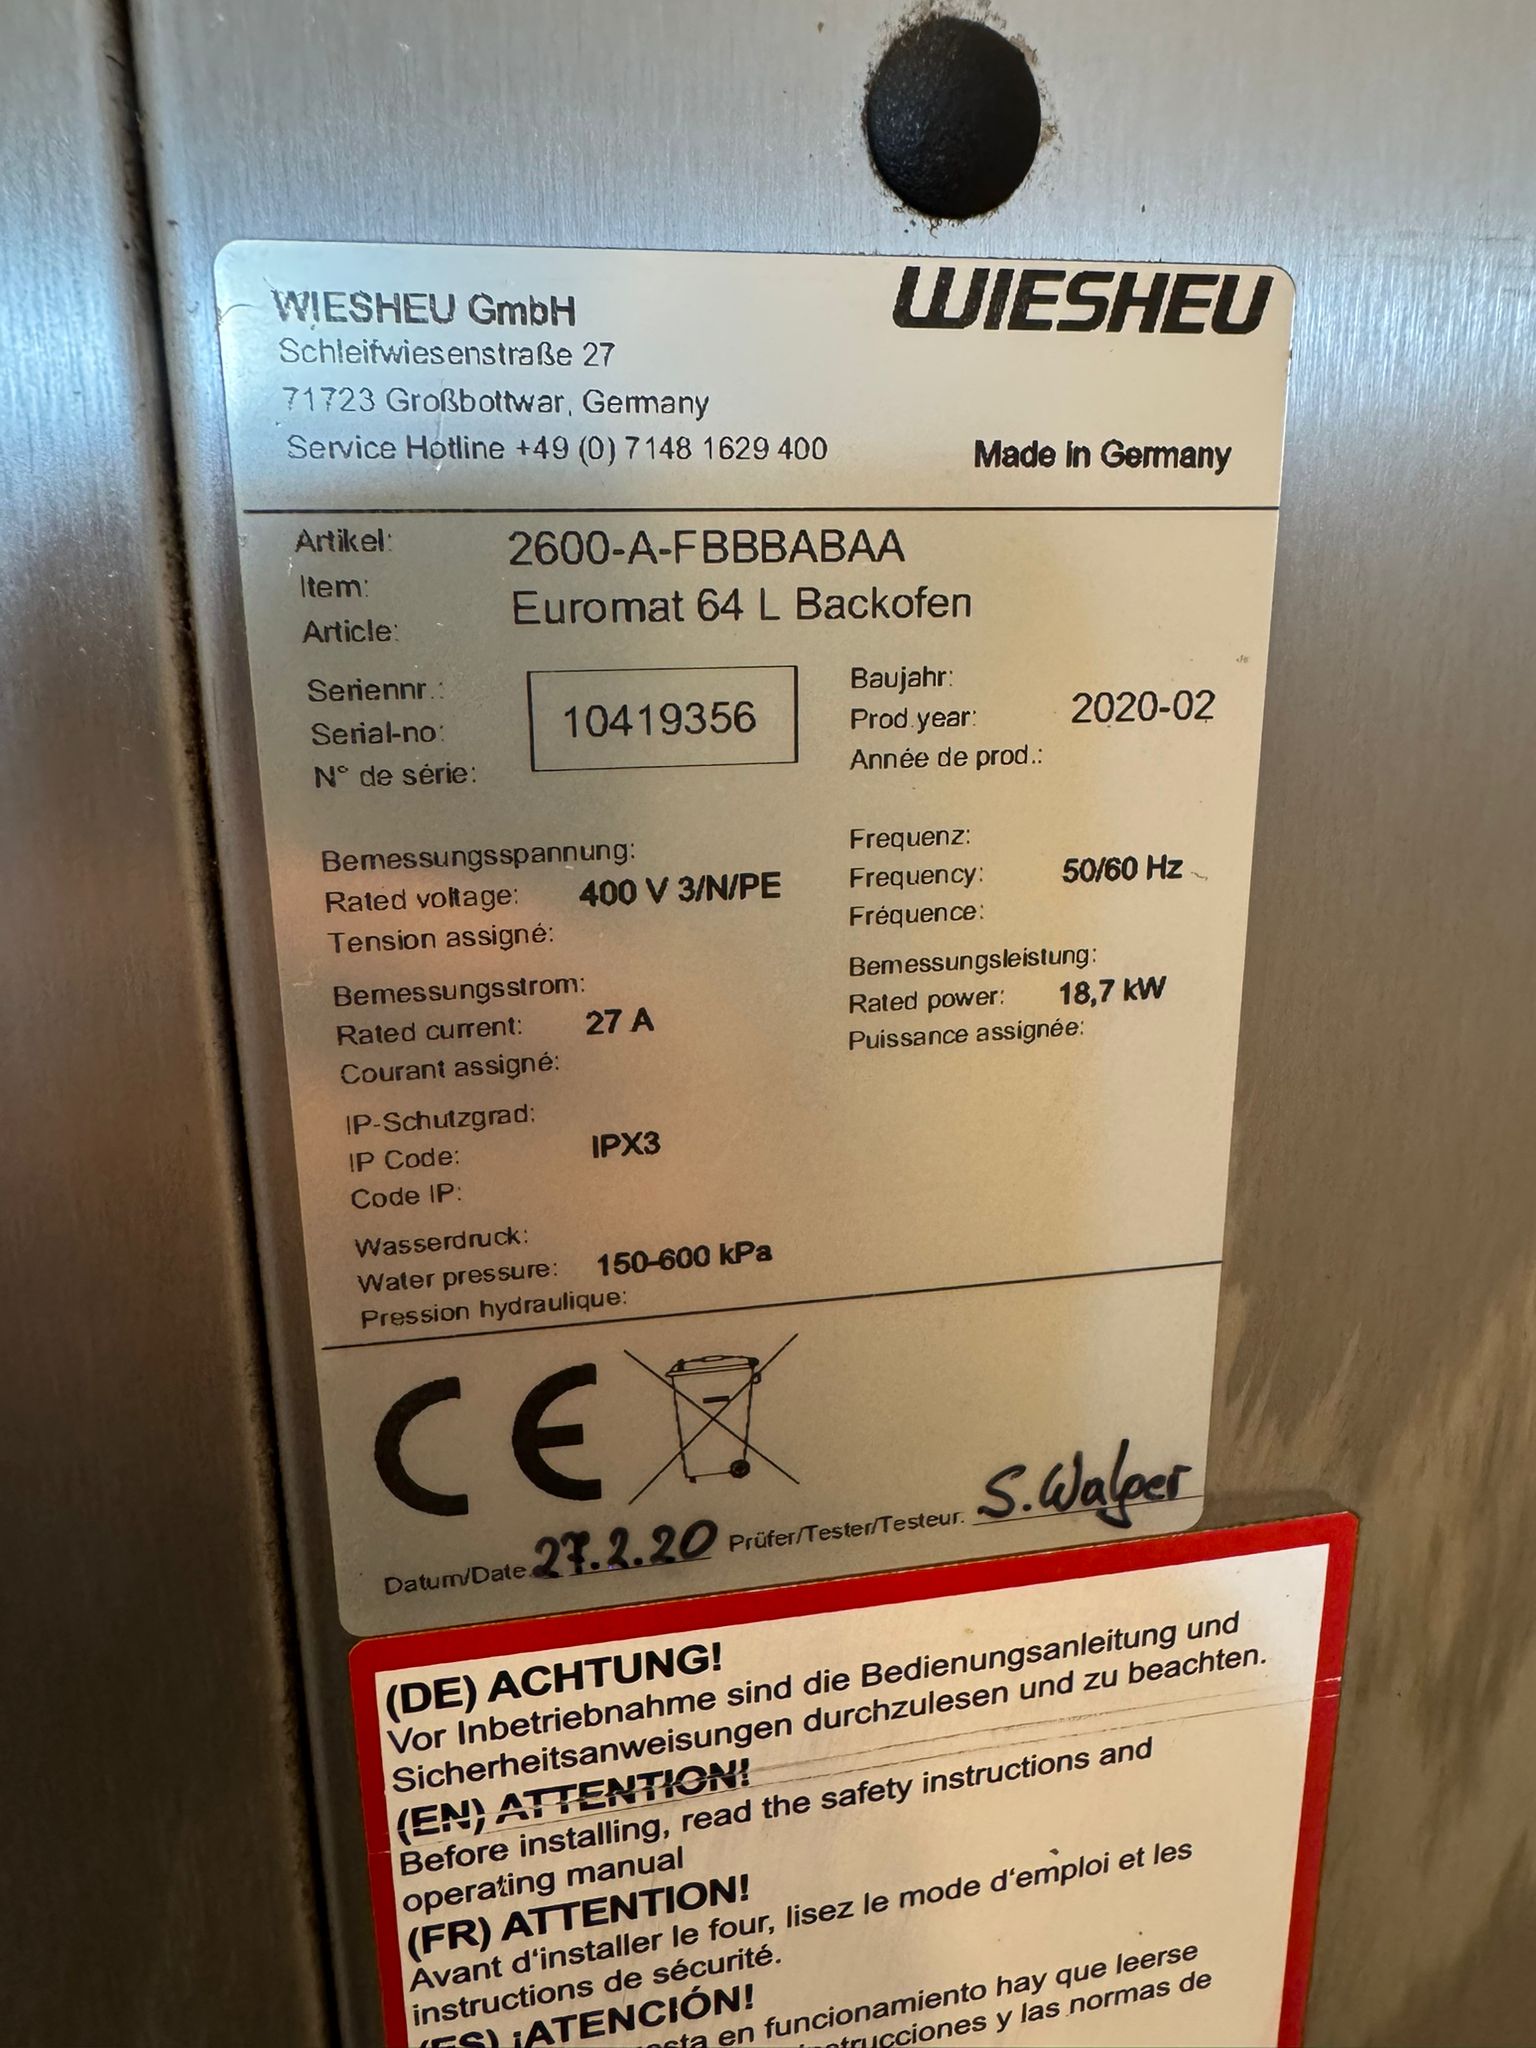 WIESHEU GmbH
WIESHEU
Schleifwiesenstraße 27
71723 Großbottwar, Germany
Service Hotline +49 (0) 7148 1629 400
Made in Germany
Artikel:
Item:
Article:
2600-A-FBBBABAA
Euromat 64 L Backofen
Seriennr.:
Serial-no:
N° de série:
10419356
Baujahr:
Prod.year:
Année de prod.:
2020-02
Bemessungsspannung:
Rated voltage: 400 V 3/N/PE
Tension assigné:
Frequenz:
Frequency: 50/60 Hz
Fréquence:
Bemessungsstrom:
Rated current: 27 A
Courant assigné:
Bemessungsleistung:
Rated power: 18,7 kW
Puissance assignée:
IP-Schutzgrad:
IP Code: IPX3
Code IP:
Wasserdruck:
Water pressure: 150-600 kPa
Pression hydraulique:
CE
Datum/Date: 27.2.20 Prüfer/Tester/Testeur: S. Walper
(DE) ACHTUNG!
Vor Inbetriebnahme sind die Bedienungsanleitung und
Sicherheitsanweisungen durchzulesen und zu beachten.
(EN) ATTENTION!
Before installing, read the safety instructions and
operating manual
(FR) ATTENTION!
Avant d'installer le four, lisez le mode d'emploi et les
instructions de sécurité.
(ES) ¡ATENCIÓN!
en funcionamiento hay que leerse
y las normas de